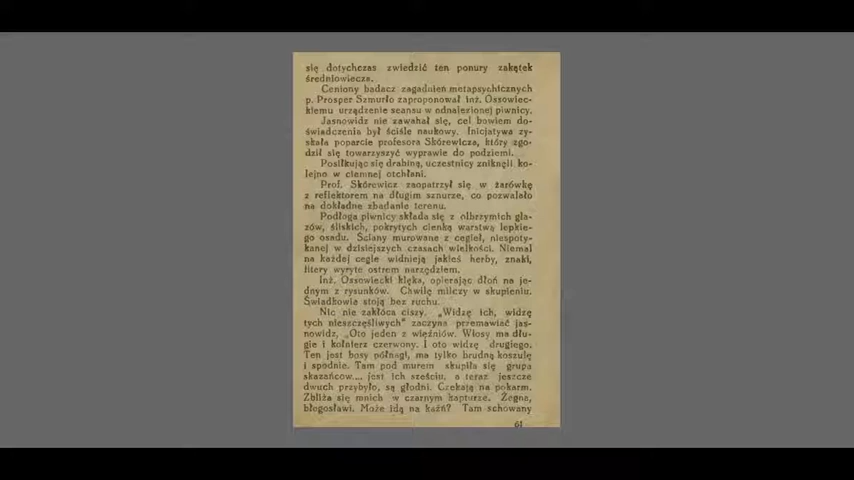 się dotychczas zwiedzić ten ponury zakątek
średniowiecza.
Ceniony badacz zagadnień metapsychicznych
p. Prosper Szmurło zaproponował inż. Ossowiec-
kiemu urządzenie seansu w odnalezionej piwnicy.
Jasnowidz nie zawahał się, cel bowiem do-
świadczenia był ściśle naukowy. Inicjatywa zy-
skała poparcie profesora Skórewicza, który zgo-
dził się towarzyszyć wyprawie do podziemi.
Posiłkując się drabiną, uczestnicy zniknęli ko-
lejno w ciemnej otchłani.
Prof. Skórewicz zaopatrzył się w żarówkę
z reflektorem na długim sznurze, co pozwalało
na dokładne zbadanie terenu.
Podłoga piwnicy składa się z olbrzymich gła-
zów, śliskich, pokrytych cienką warstwą lepkie-
go osadu. Ściany murowane z cegieł, niespoty-
kanej w dzisiejszych czasach wielkości. Niemal
na każdej cegle widnieją jakieś herby, znaki,
litery wyryte ostrem narzędziem.
Inż. Ossowiecki klęka, opierając dłoń na je-
dnym z rysunków. Chwilę milczy w skupieniu.
Świadkowie stoją bez ruchu.
Nic nie zakłóca ciszy. „Widzę ich, widzę
tych nieszczęśliwych" zaczyna przemawiać jas-
nowidz, „Oto jeden z więźniów. Włosy ma dłu-
gie i kołnierz czerwony. I oto widzę drugiego.
Ten jest bosy półnagi, ma tylko brudną koszulę
i spodnie. Tam pod murem skupiła się grupa
skazańców.... jest ich sześciu, a teraz jeszcze
dwuch przybyło, są głodni. Czekają na pokarm.
Zbliża się mnich w czarnym kapturze. Żegna,
błogosławi. Może idą na kaźń? Tam schowany
61